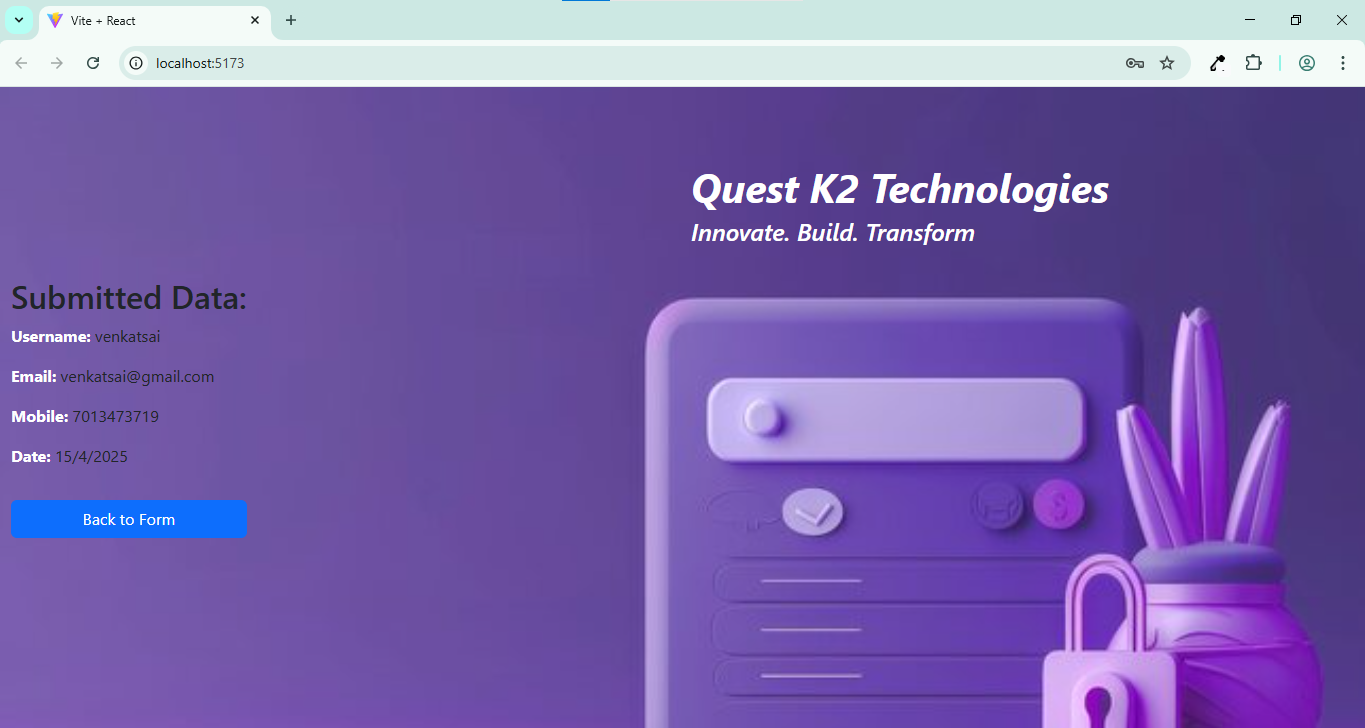 Vite + React
localhost:5173
Quest K2 Technologies
Innovate. Build. Transform
Submitted Data:
Username: venkatsai
Email: venkatsai@gmail.com
Mobile: 7013473719
Date: 15/4/2025
Back to Form
$